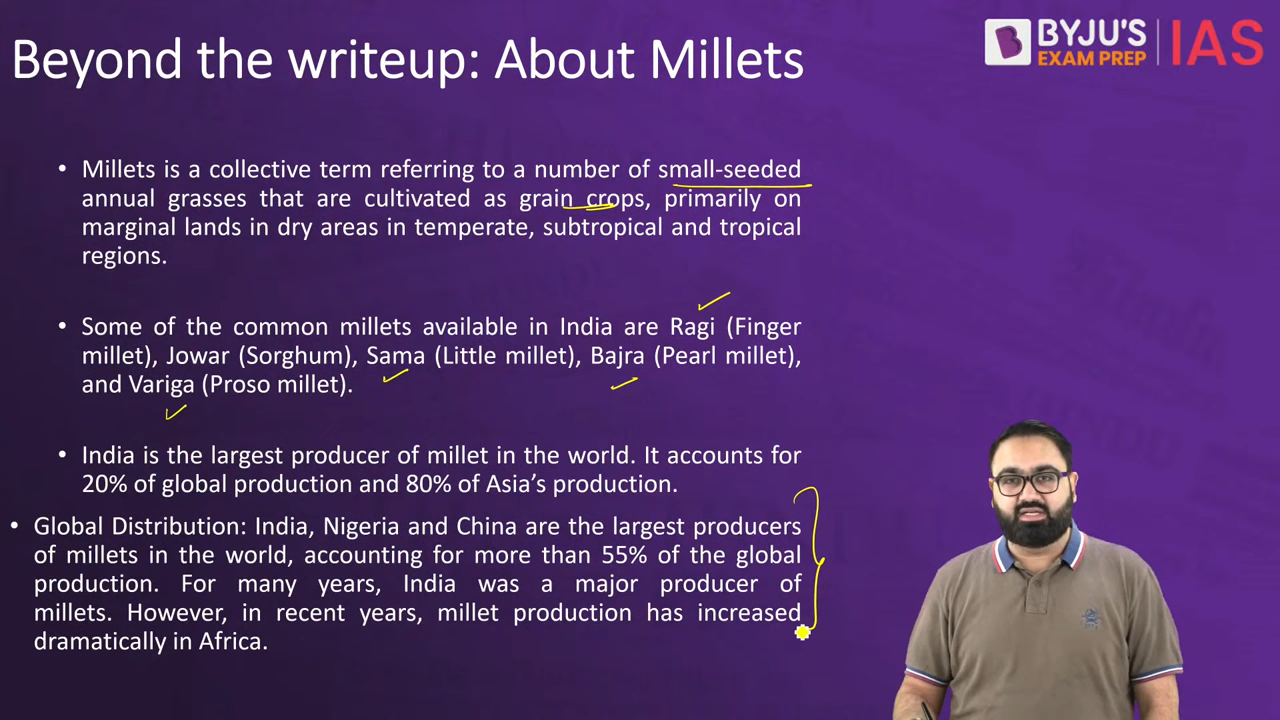 Beyond the writeup: About Millets
BYJU'S
EXAM PREP
IAS
• Millets is a collective term referring to a number of small-seeded
annual grasses that are cultivated as grain crops, primarily on
marginal lands in dry areas in temperate, subtropical and tropical
regions.
• Some of the common millets available in India are Ragi (Finger
millet), Jowar (Sorghum), Sama (Little millet), Bajra (Pearl millet),
and Variga (Proso millet).
• India is the largest producer of millet in the world. It accounts for
20% of global production and 80% of Asia's production.
• Global Distribution: India, Nigeria and China are the largest producers
of millets in the world, accounting for more than 55% of the global
production. For many years, India was a major producer of
millets. However, in recent years, millet production has increased
dramatically in Africa.